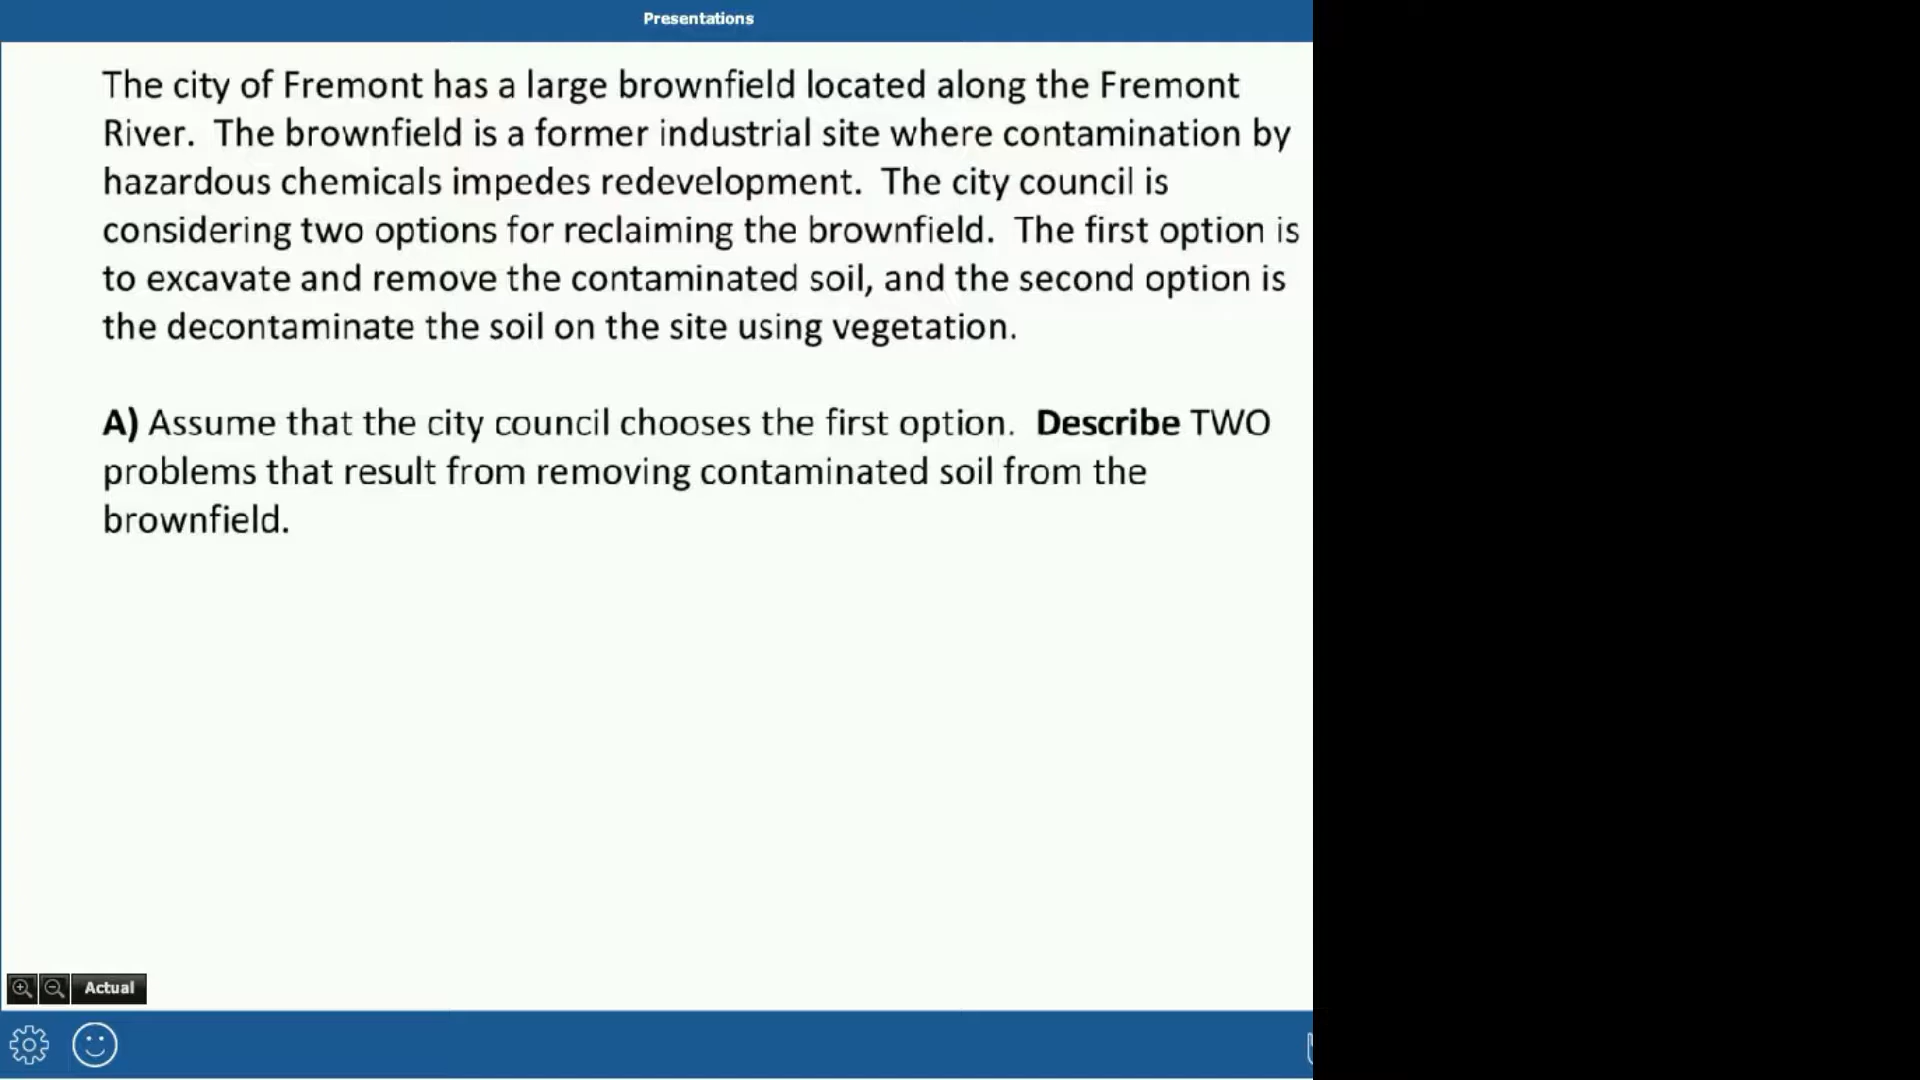 Presentations
The city of Fremont has a large brownfield located along the Fremont
River.  The brownfield is a former industrial site where contamination by
hazardous chemicals impedes redevelopment.  The city council is
considering two options for reclaiming the brownfield.  The first option is
to excavate and remove the contaminated soil, and the second option is
the decontaminate the soil on the site using vegetation.
A) Assume that the city council chooses the first option.  Describe TWO
problems that result from removing contaminated soil from the
brownfield.
Actual